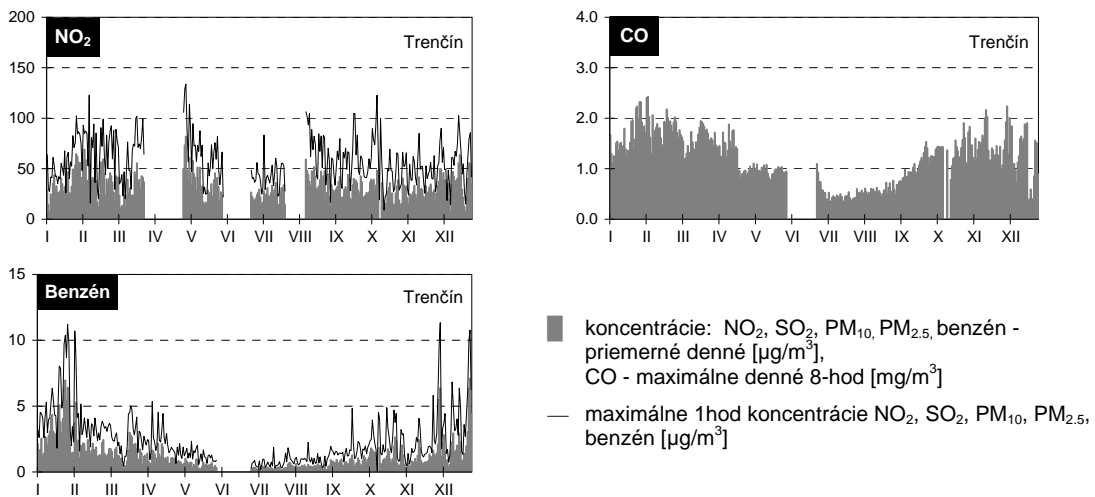 NO2
Trenčín
200
150
100
50
0
I II III IV V VI VII VIII IX X XI XII
CO
Trenčín
4.0
3.0
2.0
1.0
0.0
I II III IV V VI VII VIII IX X XI XII
Benzén
Trenčín
15
10
5
0
I II III IV V VI VII VIII IX X XI XII
koncentrácie: NO2, SO2, PM10, PM2.5, benzén -
priemerné denné [µg/m3],
CO - maximálne denné 8-hod [mg/m3]
maximálne 1hod koncentrácie NO2, SO2, PM10, PM2.5,
benzén [µg/m3]